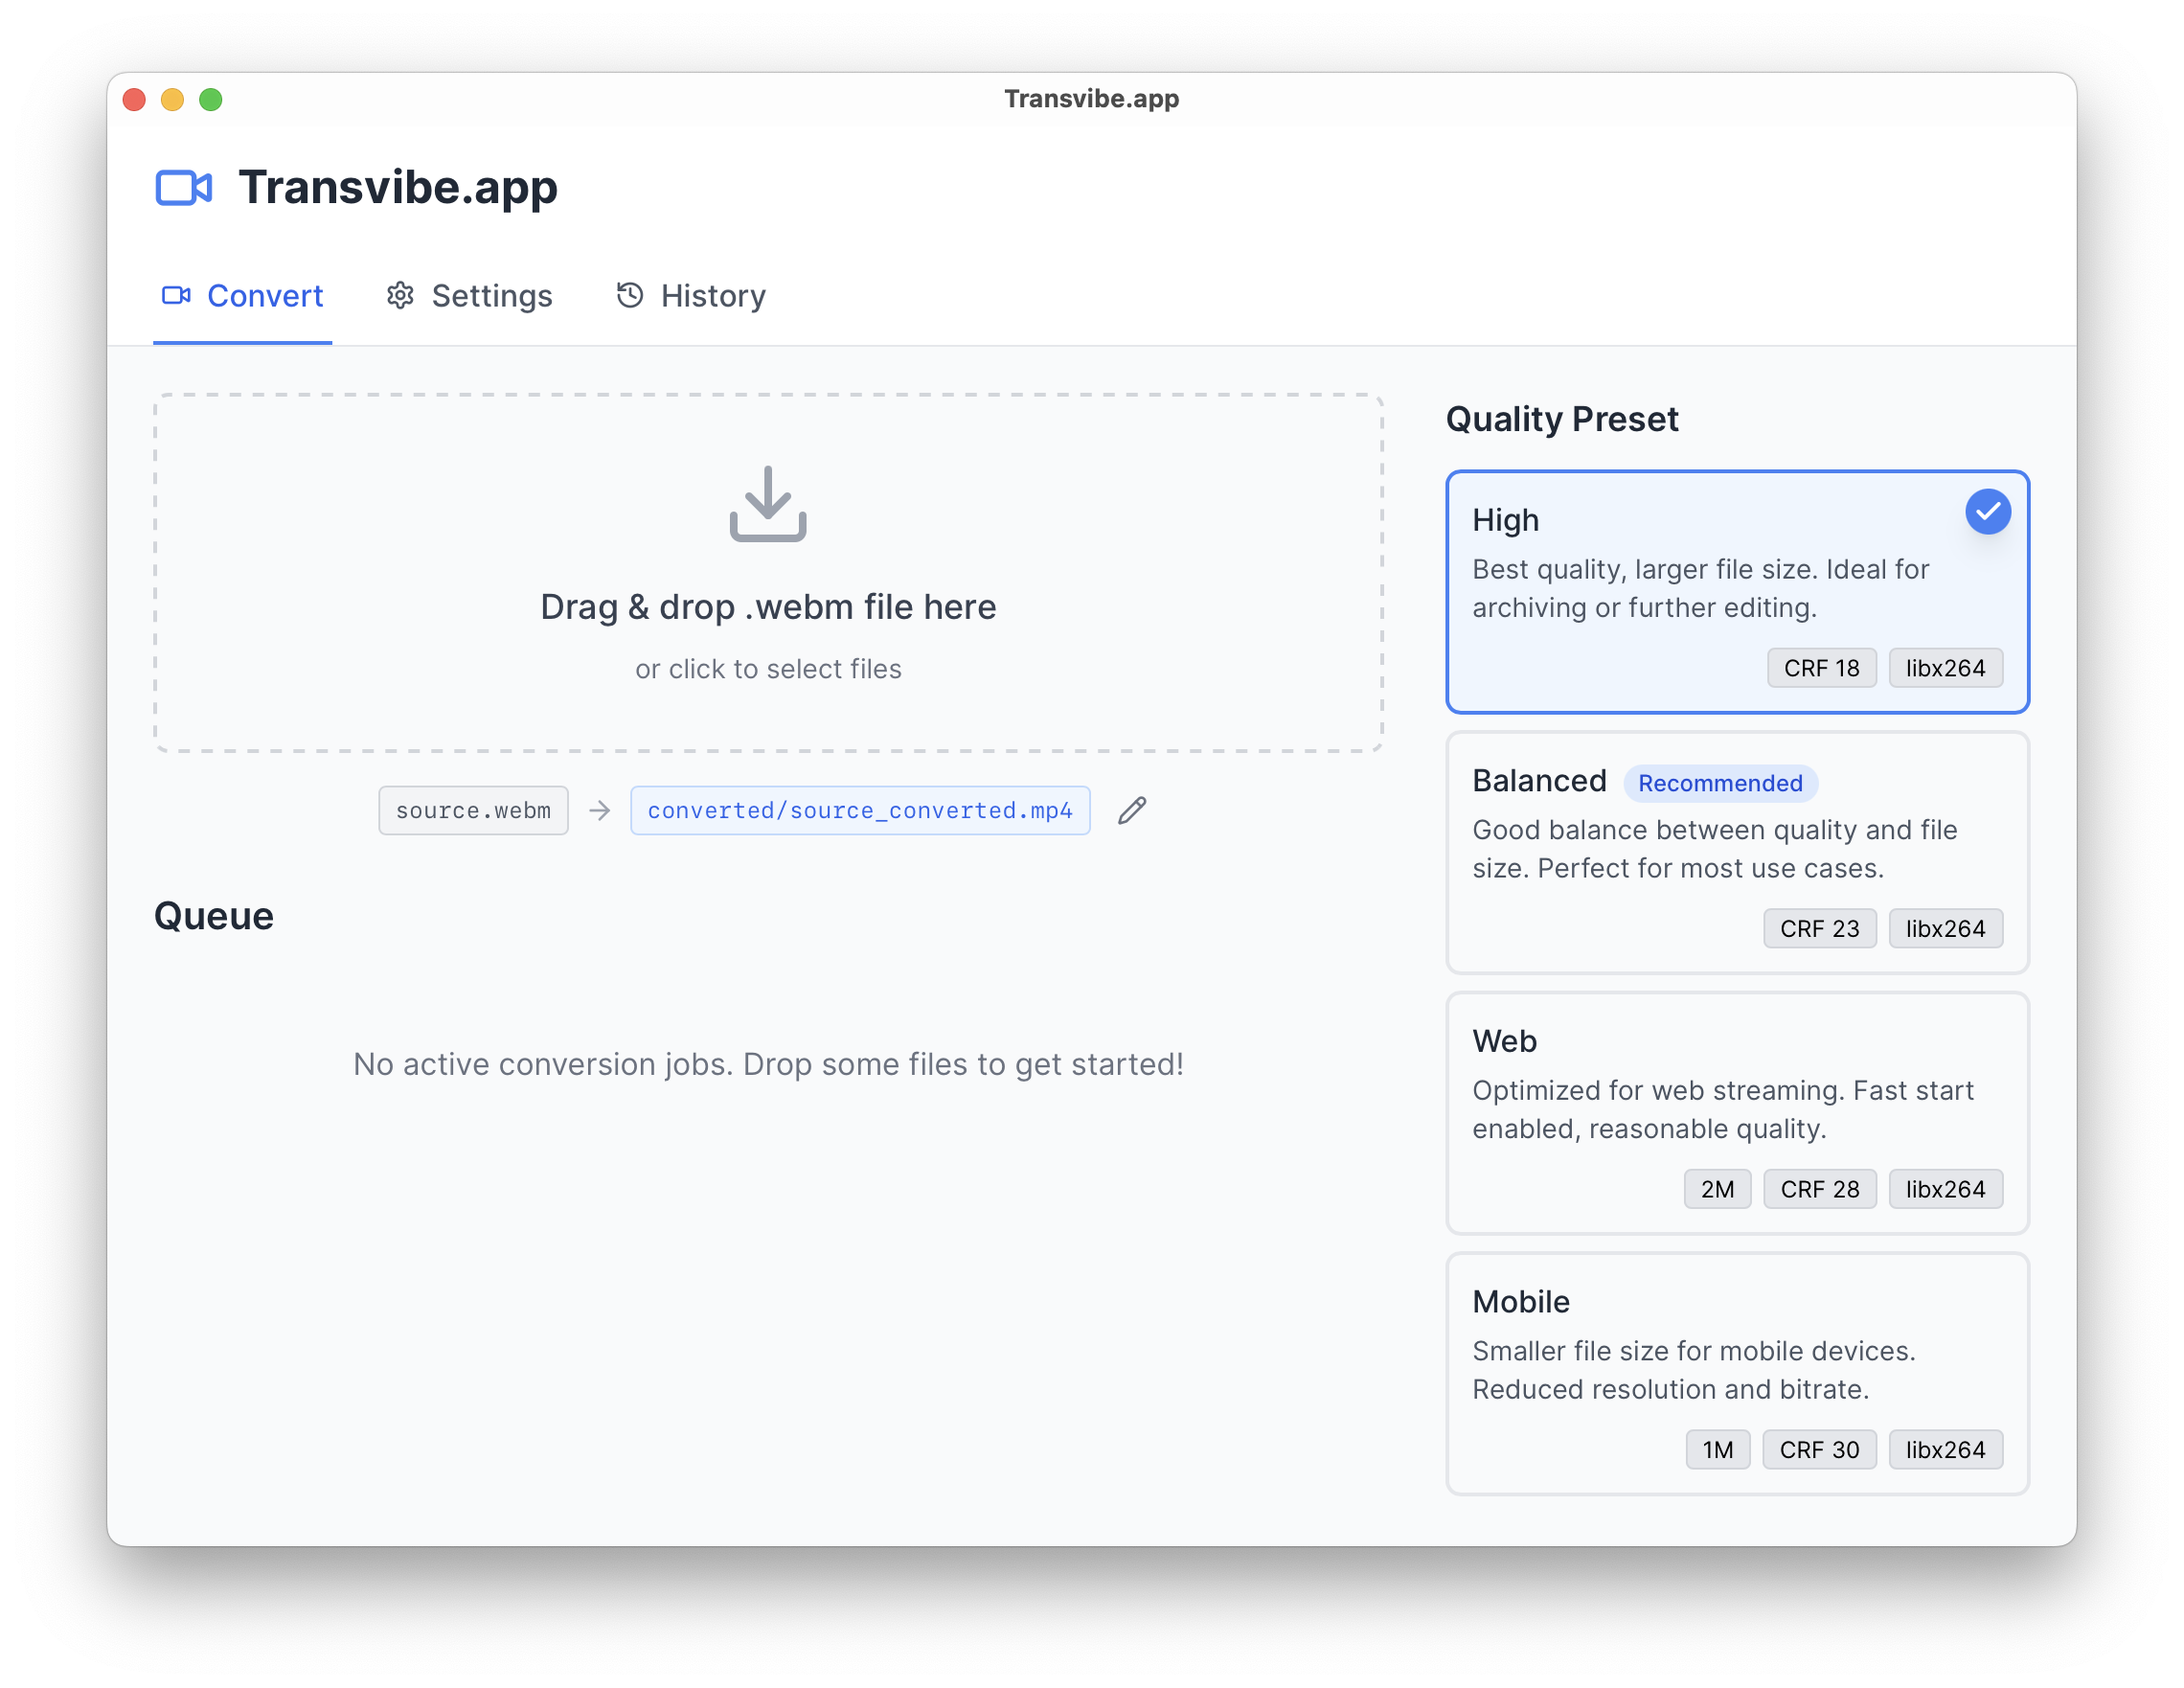 Transvibe.app
Transvibe.app
Convert
Settings
History
Drag & drop .webm file here
or click to select files
source.webm
converted/source_converted.mp4
Queue
No active conversion jobs. Drop some files to get started!
Quality Preset
High
Best quality, larger file size. Ideal for
archiving or further editing.
CRF 18
libx264
Balanced
Recommended
Good balance between quality and file
size. Perfect for most use cases.
CRF 23
libx264
Web
Optimized for web streaming. Fast start
enabled, reasonable quality.
2M
CRF 28
libx264
Mobile
Smaller file size for mobile devices.
Reduced resolution and bitrate.
1M
CRF 30
libx264